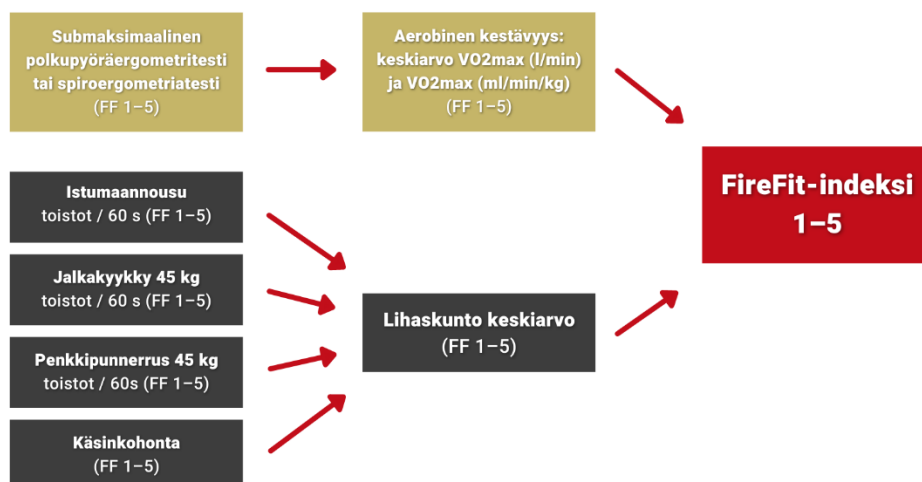 Submaksimaalinen
polkupyöräergometritesti
tai spiroergometriatesti
(FF 1–5)
Aerobinen kestävyys:
keskiarvo VO2max (l/min)
ja VO2max (ml/min/kg)
(FF 1–5)
FireFit-indeksi
1–5
Istumaannousu
toistot / 60 s (FF 1–5)
Jalkakyykky 45 kg
toistot / 60 s (FF 1–5)
Penkkipunnerrus 45 kg
toistot / 60s (FF 1–5)
Käsinkohonta
(FF 1–5)
Lihaskunto keskiarvo
(FF 1–5)